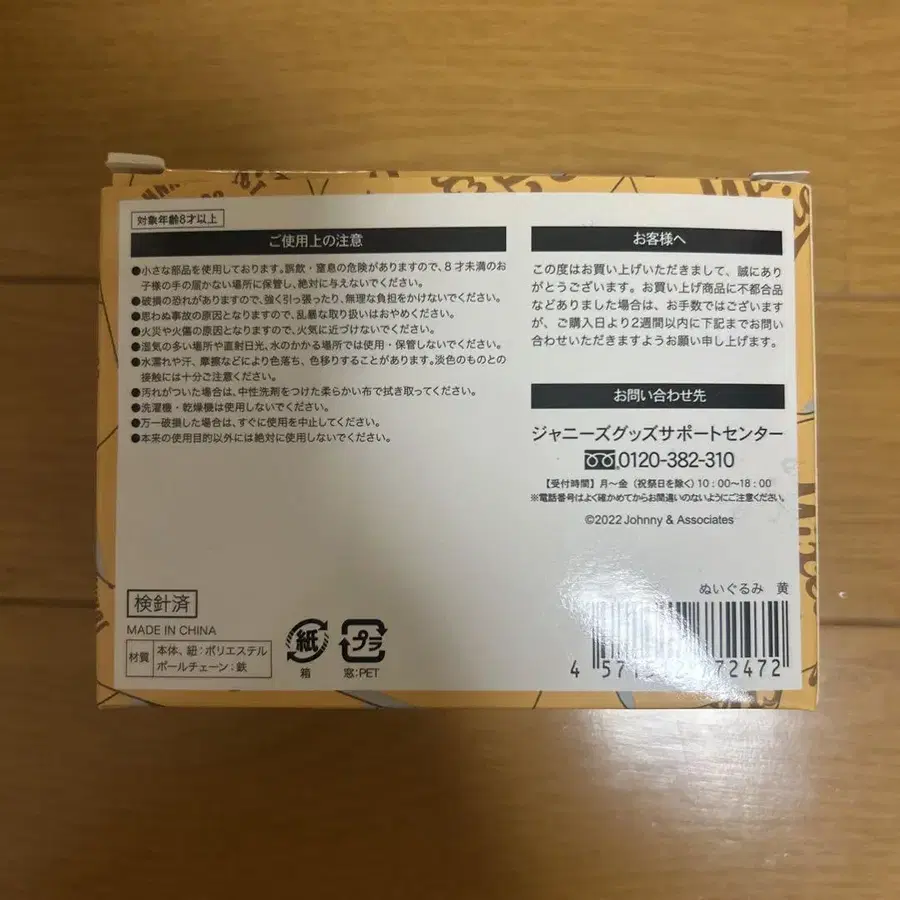 対象年齢8才以上
ご使用上の注意
●小さな部品を使用しております。誤飲・窒息の危険がありますので、8才未満のお
子様の手の届かない場所に保管し、絶対に与えないでください。
●破損の恐れがありますので、強く引っ張ったり、無理な負担をかけないでください。
●思わぬ事故の原因となりますので、乱暴な取り扱いはおやめください。
●火災や火傷の原因となりますので、火気に近づけないでください。
●湿気の多い場所や直射日光、水のかかる場所では使用・保管しないでください。
●水濡れや汗、摩擦などにより色落ち、色移りすることがあります。淡色のものとの
接触には十分ご注意ください。
●汚れがついた場合は、中性洗剤をつけた柔らかい布で拭き取ってください。
●洗濯機・乾燥機は使用しないでください。
●万一破損した場合は、すぐに使用を中止してください。
●本来の使用目的以外には絶対に使用しないでください。
検針済
MADE IN CHINA
材質
本体、紐:ポリエステル
ボールチェーン:鉄
紙
箱
プラ
窓:PET
お客様へ
この度はお買い上げいただきまして、誠にあり
がとうございます。お買い上げ商品に不都合品
などありました場合は、お手数ではございます
が、ご購入日より2週間以内に下記までお問い
合わせいただきますようお願い申し上げます。
お問い合わせ先
ジャニーズグッズサポートセンター
0120-382-310
【受付時間】月〜金(祝祭日を除く)10:00〜18:00
※電話番号はよく確かめてからお間違いのないようにご注意ください。
©2022 Johnny & Associates
ぬいぐるみ 黄